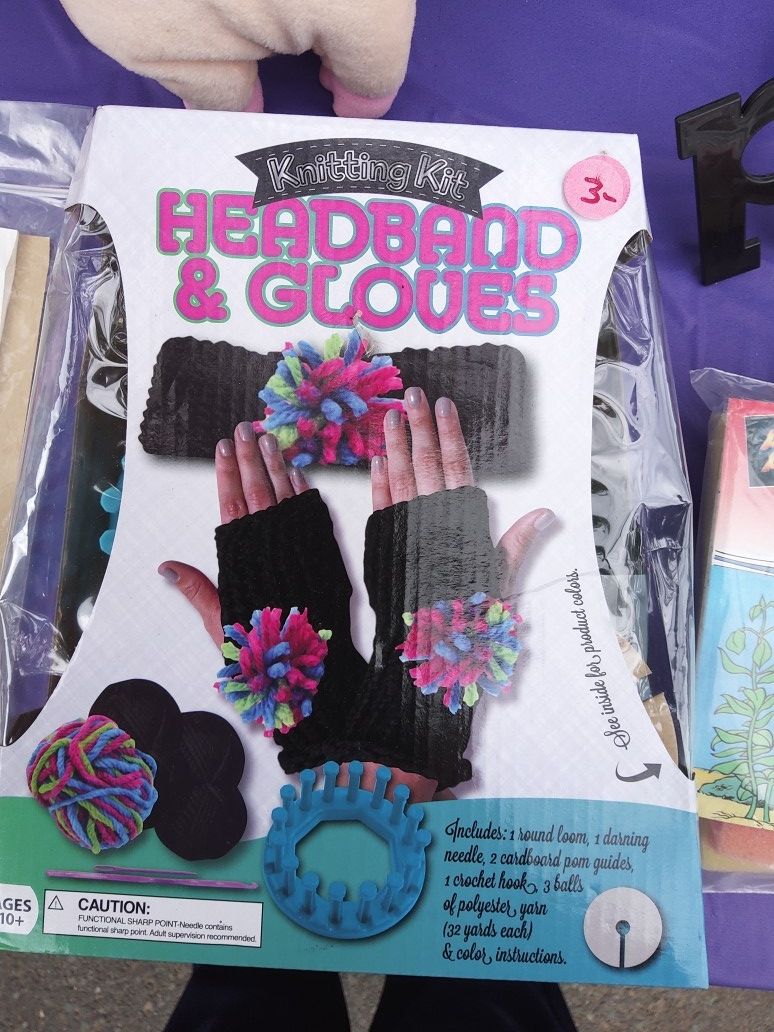 Knitting Kit
3.-
HEADBAND
& GLOVES
See inside for product colors.
Includes: 1 round loom, 1 darning
needle, 2 cardboard pom guides,
1 crochet hook, 3 balls
of polyester yarn
(32 yards each)
& color instructions.
AGES
10+
CAUTION:
FUNCTIONAL SHARP POINT-Needle contains
functional sharp point. Adult supervision recommended.